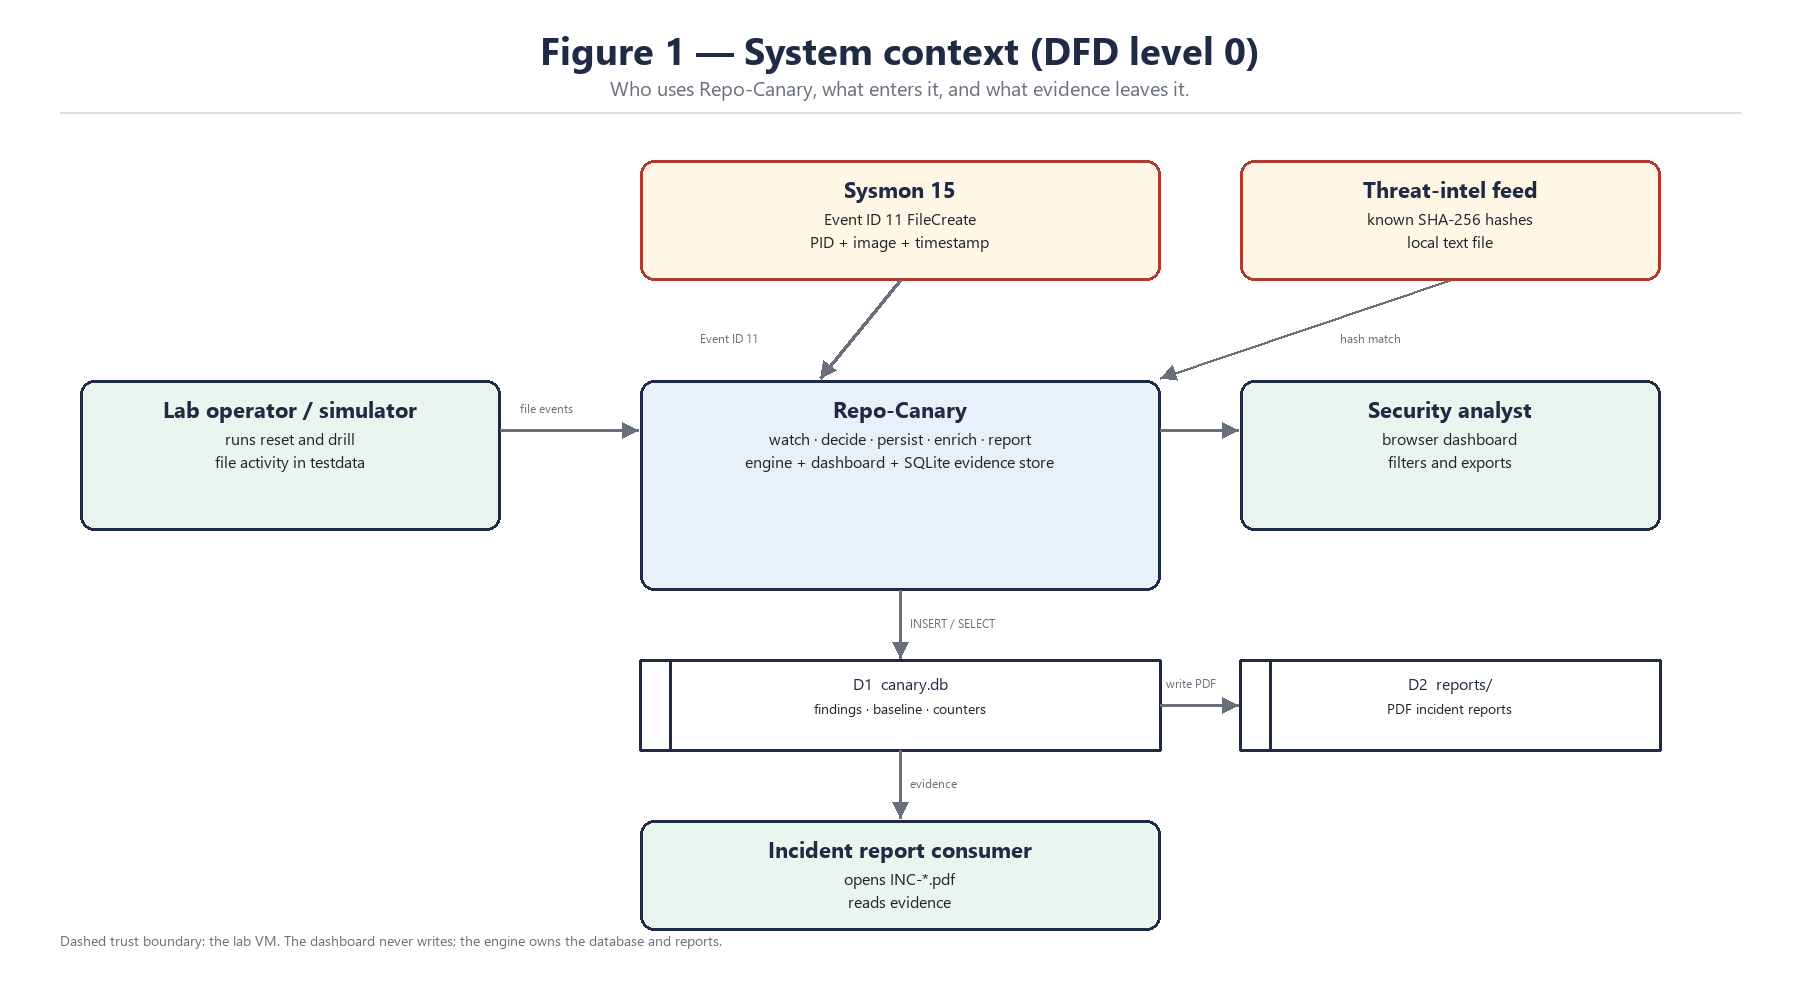 Figure 1 — System context (DFD level 0)
Who uses Repo-Canary, what enters it, and what evidence leaves it.
Sysmon 15
Event ID 11 FileCreate
PID + image + timestamp
Threat-intel feed
known SHA-256 hashes
local text file
Event ID 11
hash match
Lab operator / simulator
runs reset and drill
file activity in testdata
file events
Repo-Canary
watch · decide · persist · enrich · report
engine + dashboard + SQLite evidence store
Security analyst
browser dashboard
filters and exports
INSERT / SELECT
D1  canary.db
findings · baseline · counters
write PDF
D2  reports/
PDF incident reports
evidence
Incident report consumer
opens INC-*.pdf
reads evidence
Dashed trust boundary: the lab VM. The dashboard never writes; the engine owns the database and reports.